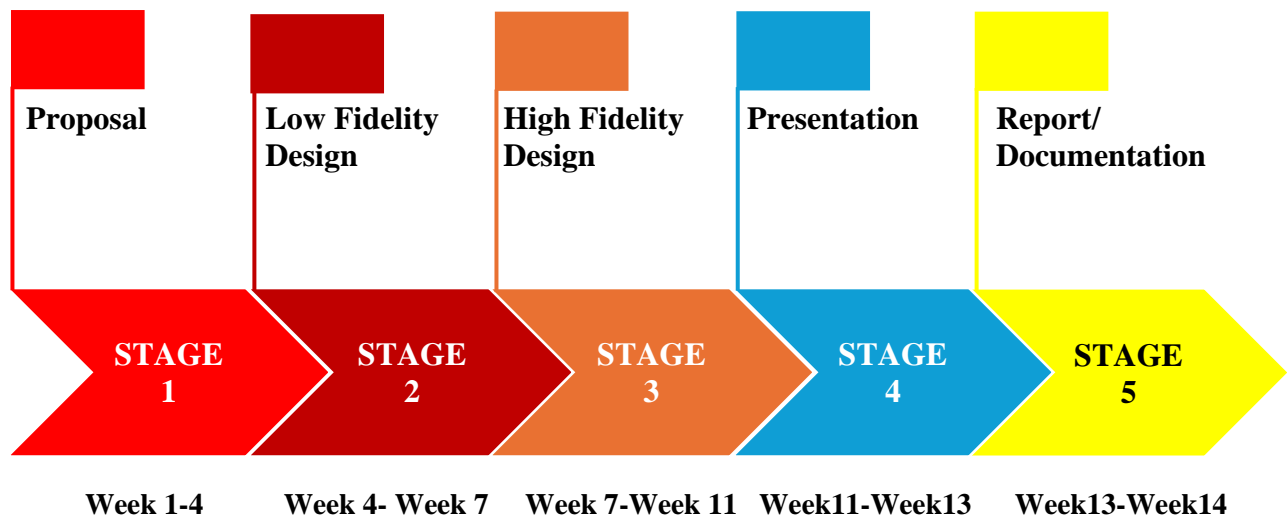 Proposal
Low Fidelity
Design
High Fidelity
Design
Presentation
Report/
Documentation
STAGE
1
STAGE
2
STAGE
3
STAGE
4
STAGE
5
Week 1-4
Week 4- Week 7
Week 7-Week 11
Week11-Week13
Week13-Week14